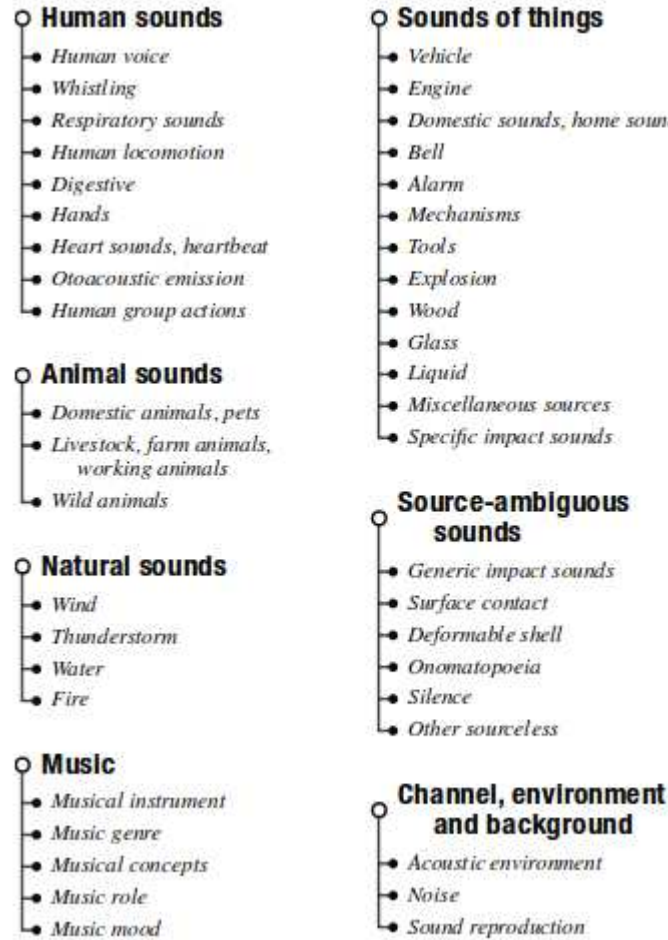 Human sounds
Human voice
Whistling
Respiratory sounds
Human locomotion
Digestive
Hands
Heart sounds, heartbeat
Otoacoustic emission
Human group actions
Animal sounds
Domestic animals, pets
Livestock, farm animals,
working animals
Wild animals
Natural sounds
Wind
Thunderstorm
Water
Fire
Music
Musical instrument
Music genre
Musical concepts
Music role
Music mood
Sounds of things
Vehicle
Engine
Domestic sounds, home
Bell
Alarm
Mechanisms
Tools
Explosion
Wood
Glass
Liquid
Miscellaneous sources
Specific impact sounds
Source-ambiguous
sounds
Generic impact sounds
Surface contact
Deformable shell
Onomatopoeia
Silence
Other sourceless
Channel, environment
and background
Acoustic environment
Noise
Sound reproduction